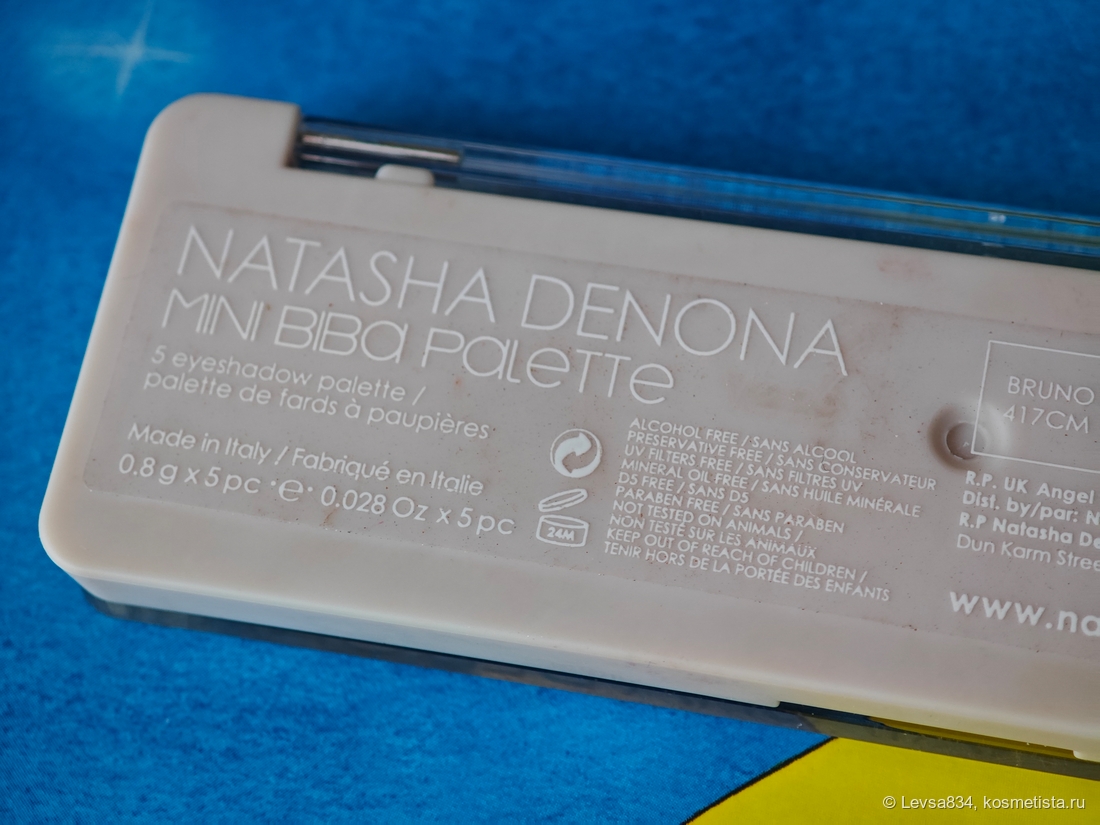 NATASHA DENONA
MINI BIBA PALETTE
5 eyeshadow palette /
palette de fards à paupières
Made in Italy / Fabriqué en Italie
0.8 g x 5 pc · ℮ · 0.028 Oz x 5 pc
24M
ALCOHOL FREE / SANS ALCOOL
PRESERVATIVE FREE / SANS CONSERVATEUR
UV FILTERS FREE / SANS FILTRES UV
MINERAL OIL FREE / SANS HUILE MINÉRALE
D5 FREE / SANS D5
PARABEN FREE / SANS PARABEN
NOT TESTED ON ANIMALS /
NON TESTÉ SUR LES ANIMAUX
KEEP OUT OF REACH OF CHILDREN /
TENIR HORS DE LA PORTÉE DES ENFANTS
BRUNO
417CM
R.P. UK Angel
Dist. by/par: N
R.P Natasha De
Dun Karm Stree
www.na
© Levsa834, kosmetista.ru